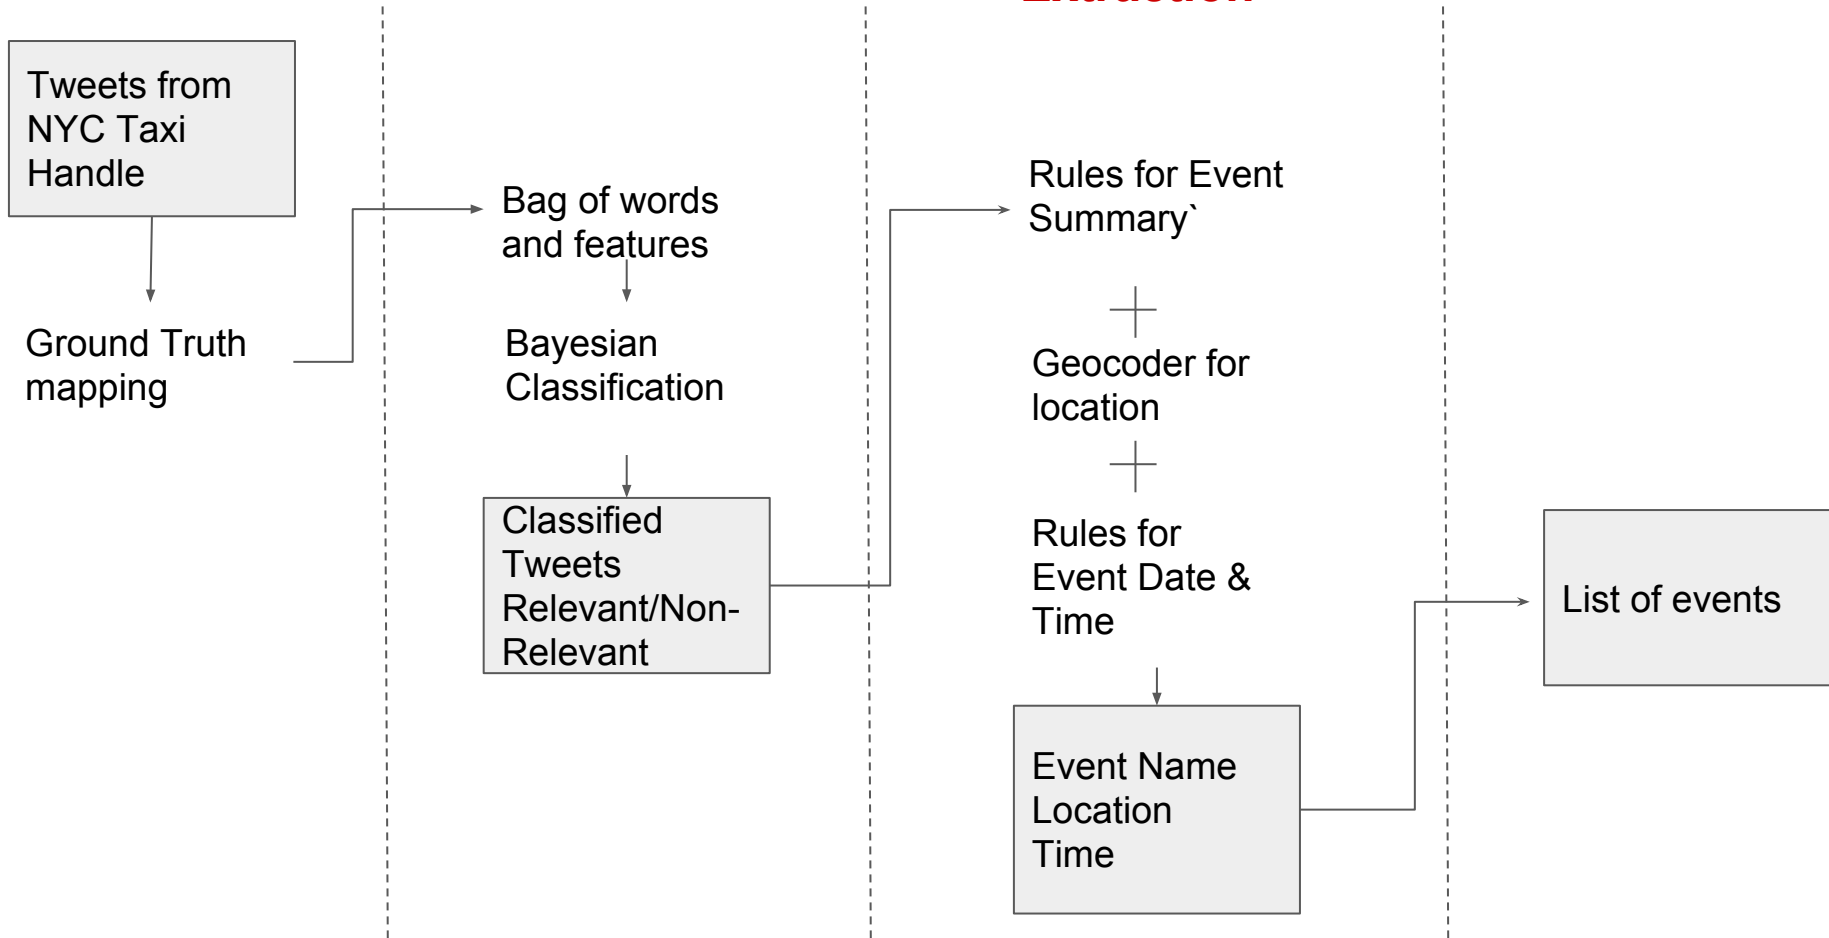 Extraction
Tweets from
NYC Taxi
Handle
Ground Truth
mapping
Bag of words
and features
Bayesian
Classification
Classified
Tweets
Relevant/Non-
Relevant
Rules for Event
Summary`
Geocoder for
location
Rules for
Event Date &
Time
Event Name
Location
Time
List of events